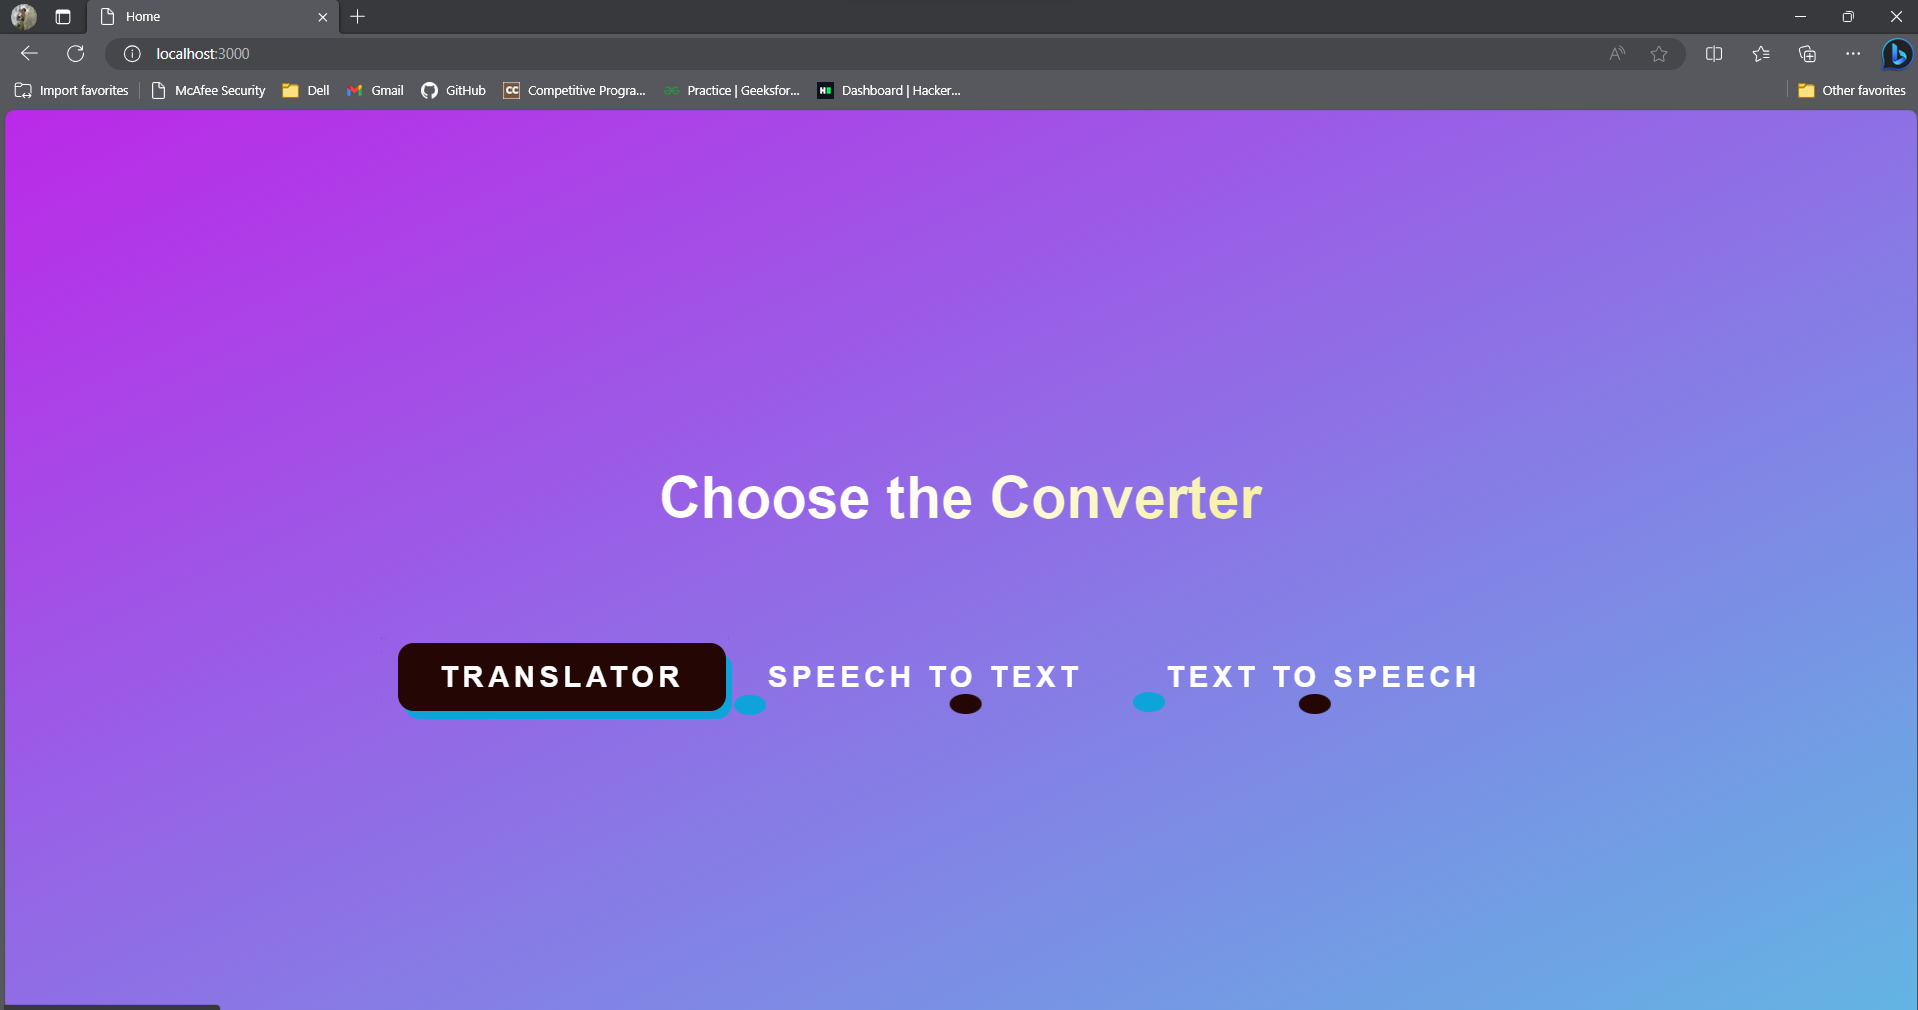 Home
localhost:3000
Import favorites
McAfee Security
Dell
Gmail
GitHub
CC
Competitive Progra...
Practice | Geeksfor...
Dashboard | Hacker...
Other favorites
Choose the Converter
TRANSLATOR
SPEECH TO TEXT
TEXT TO SPEECH